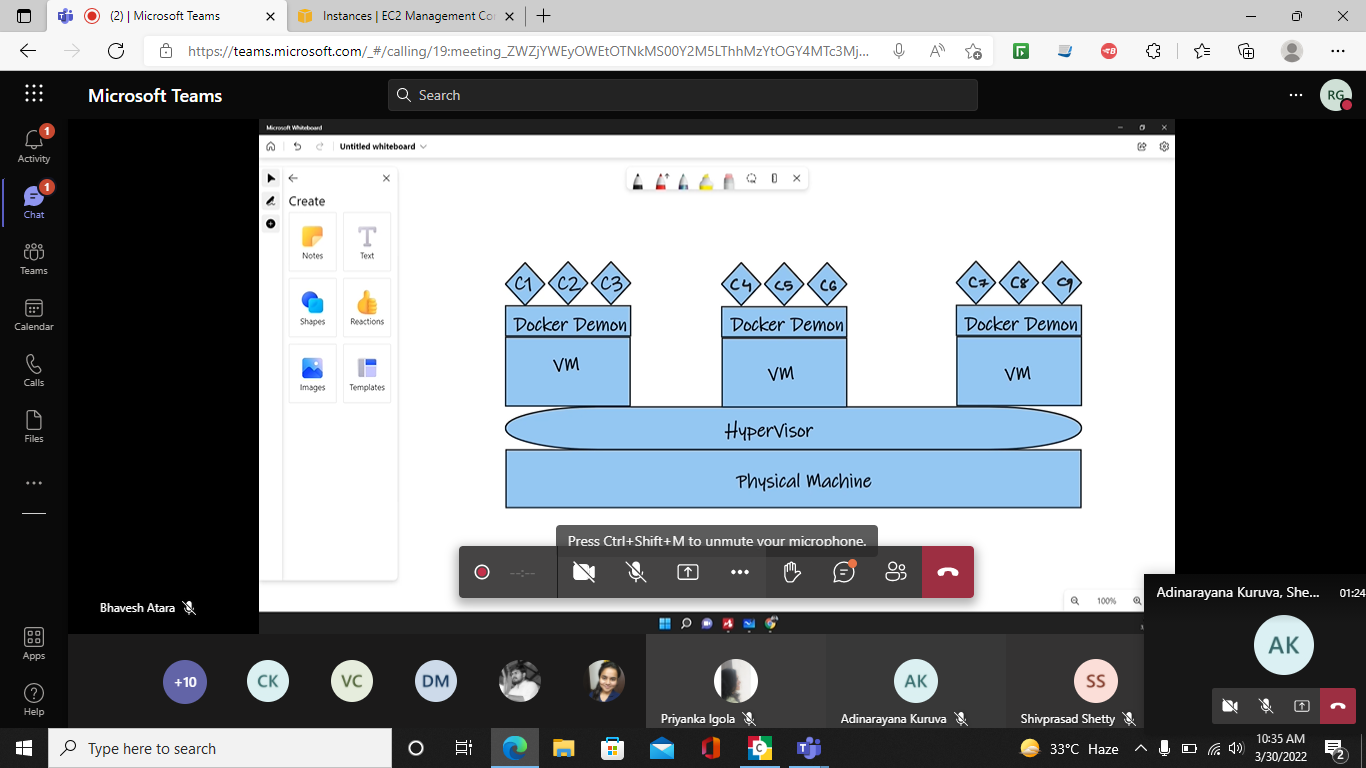 (2) | Microsoft Teams
Instances | EC2 Management Co
https://teams.microsoft.com/_#/calling/19:meeting_ZWZjYWEyOWEtOTNkMS00Y2M5LThhMzYtOGY4MTc3Mj...
Microsoft Teams
Search
RG
1
Activity
1
Chat
Teams
Calendar
Calls
Files
Apps
Help
Microsoft Whiteboard
Untitled whiteboard
Create
Notes
Text
Shapes
Reactions
Images
Templates
C1 C2 C3
C4 C5 C6
C7 C8 C9
Docker Demon
Docker Demon
Docker Demon
VM
VM
VM
HyperVisor
Physical Machine
Press Ctrl+Shift+M to unmute your microphone.
--:--
100%
Bhavesh Atara
Adinarayana Kuruva, She...
01:24
AK
+10
CK
VC
DM
AK
SS
Priyanka Igola
Adinarayana Kuruva
Shivprasad Shetty
Type here to search
33°C Haze
10:35 AM
3/30/2022
2